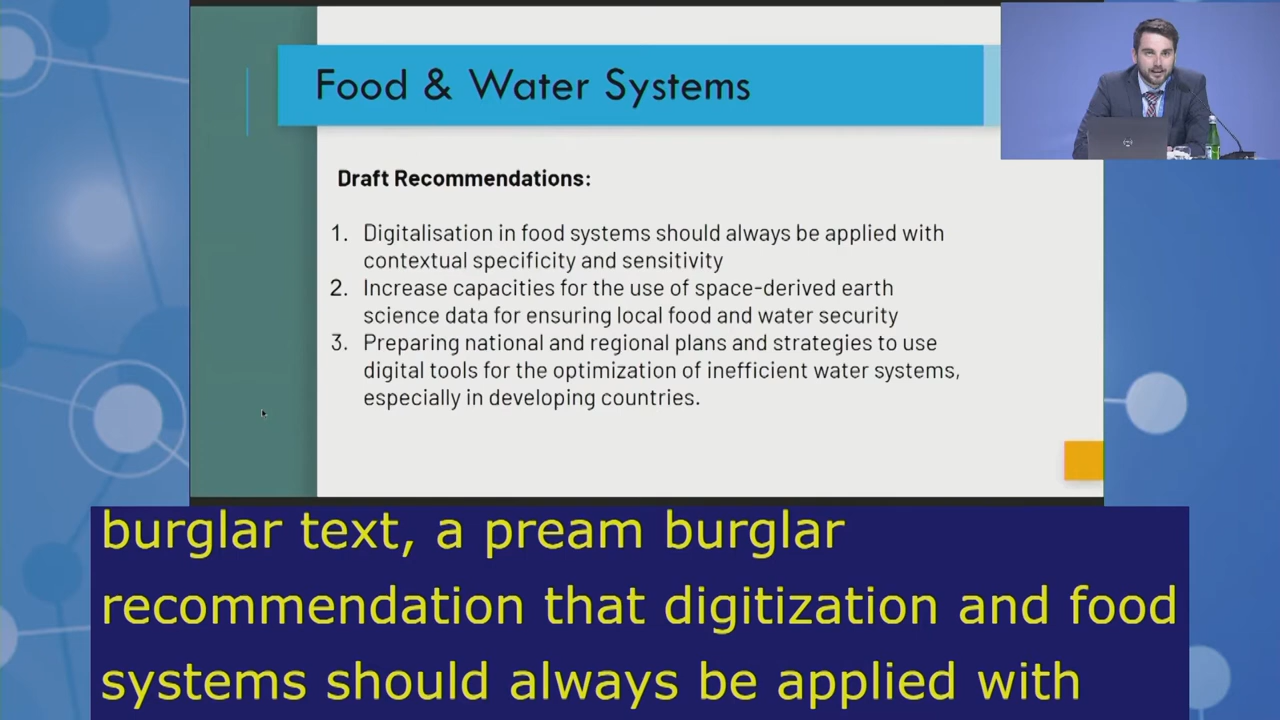 Food & Water Systems
Draft Recommendations:
1. Digitalisation in food systems should always be applied with
contextual specificity and sensitivity
2. Increase capacities for the use of space-derived earth
science data for ensuring local food and water security
3. Preparing national and regional plans and strategies to use
digital tools for the optimization of inefficient water systems,
especially in developing countries.
burglar text, a pream burglar
recommendation that digitization and food
systems should always be applied with